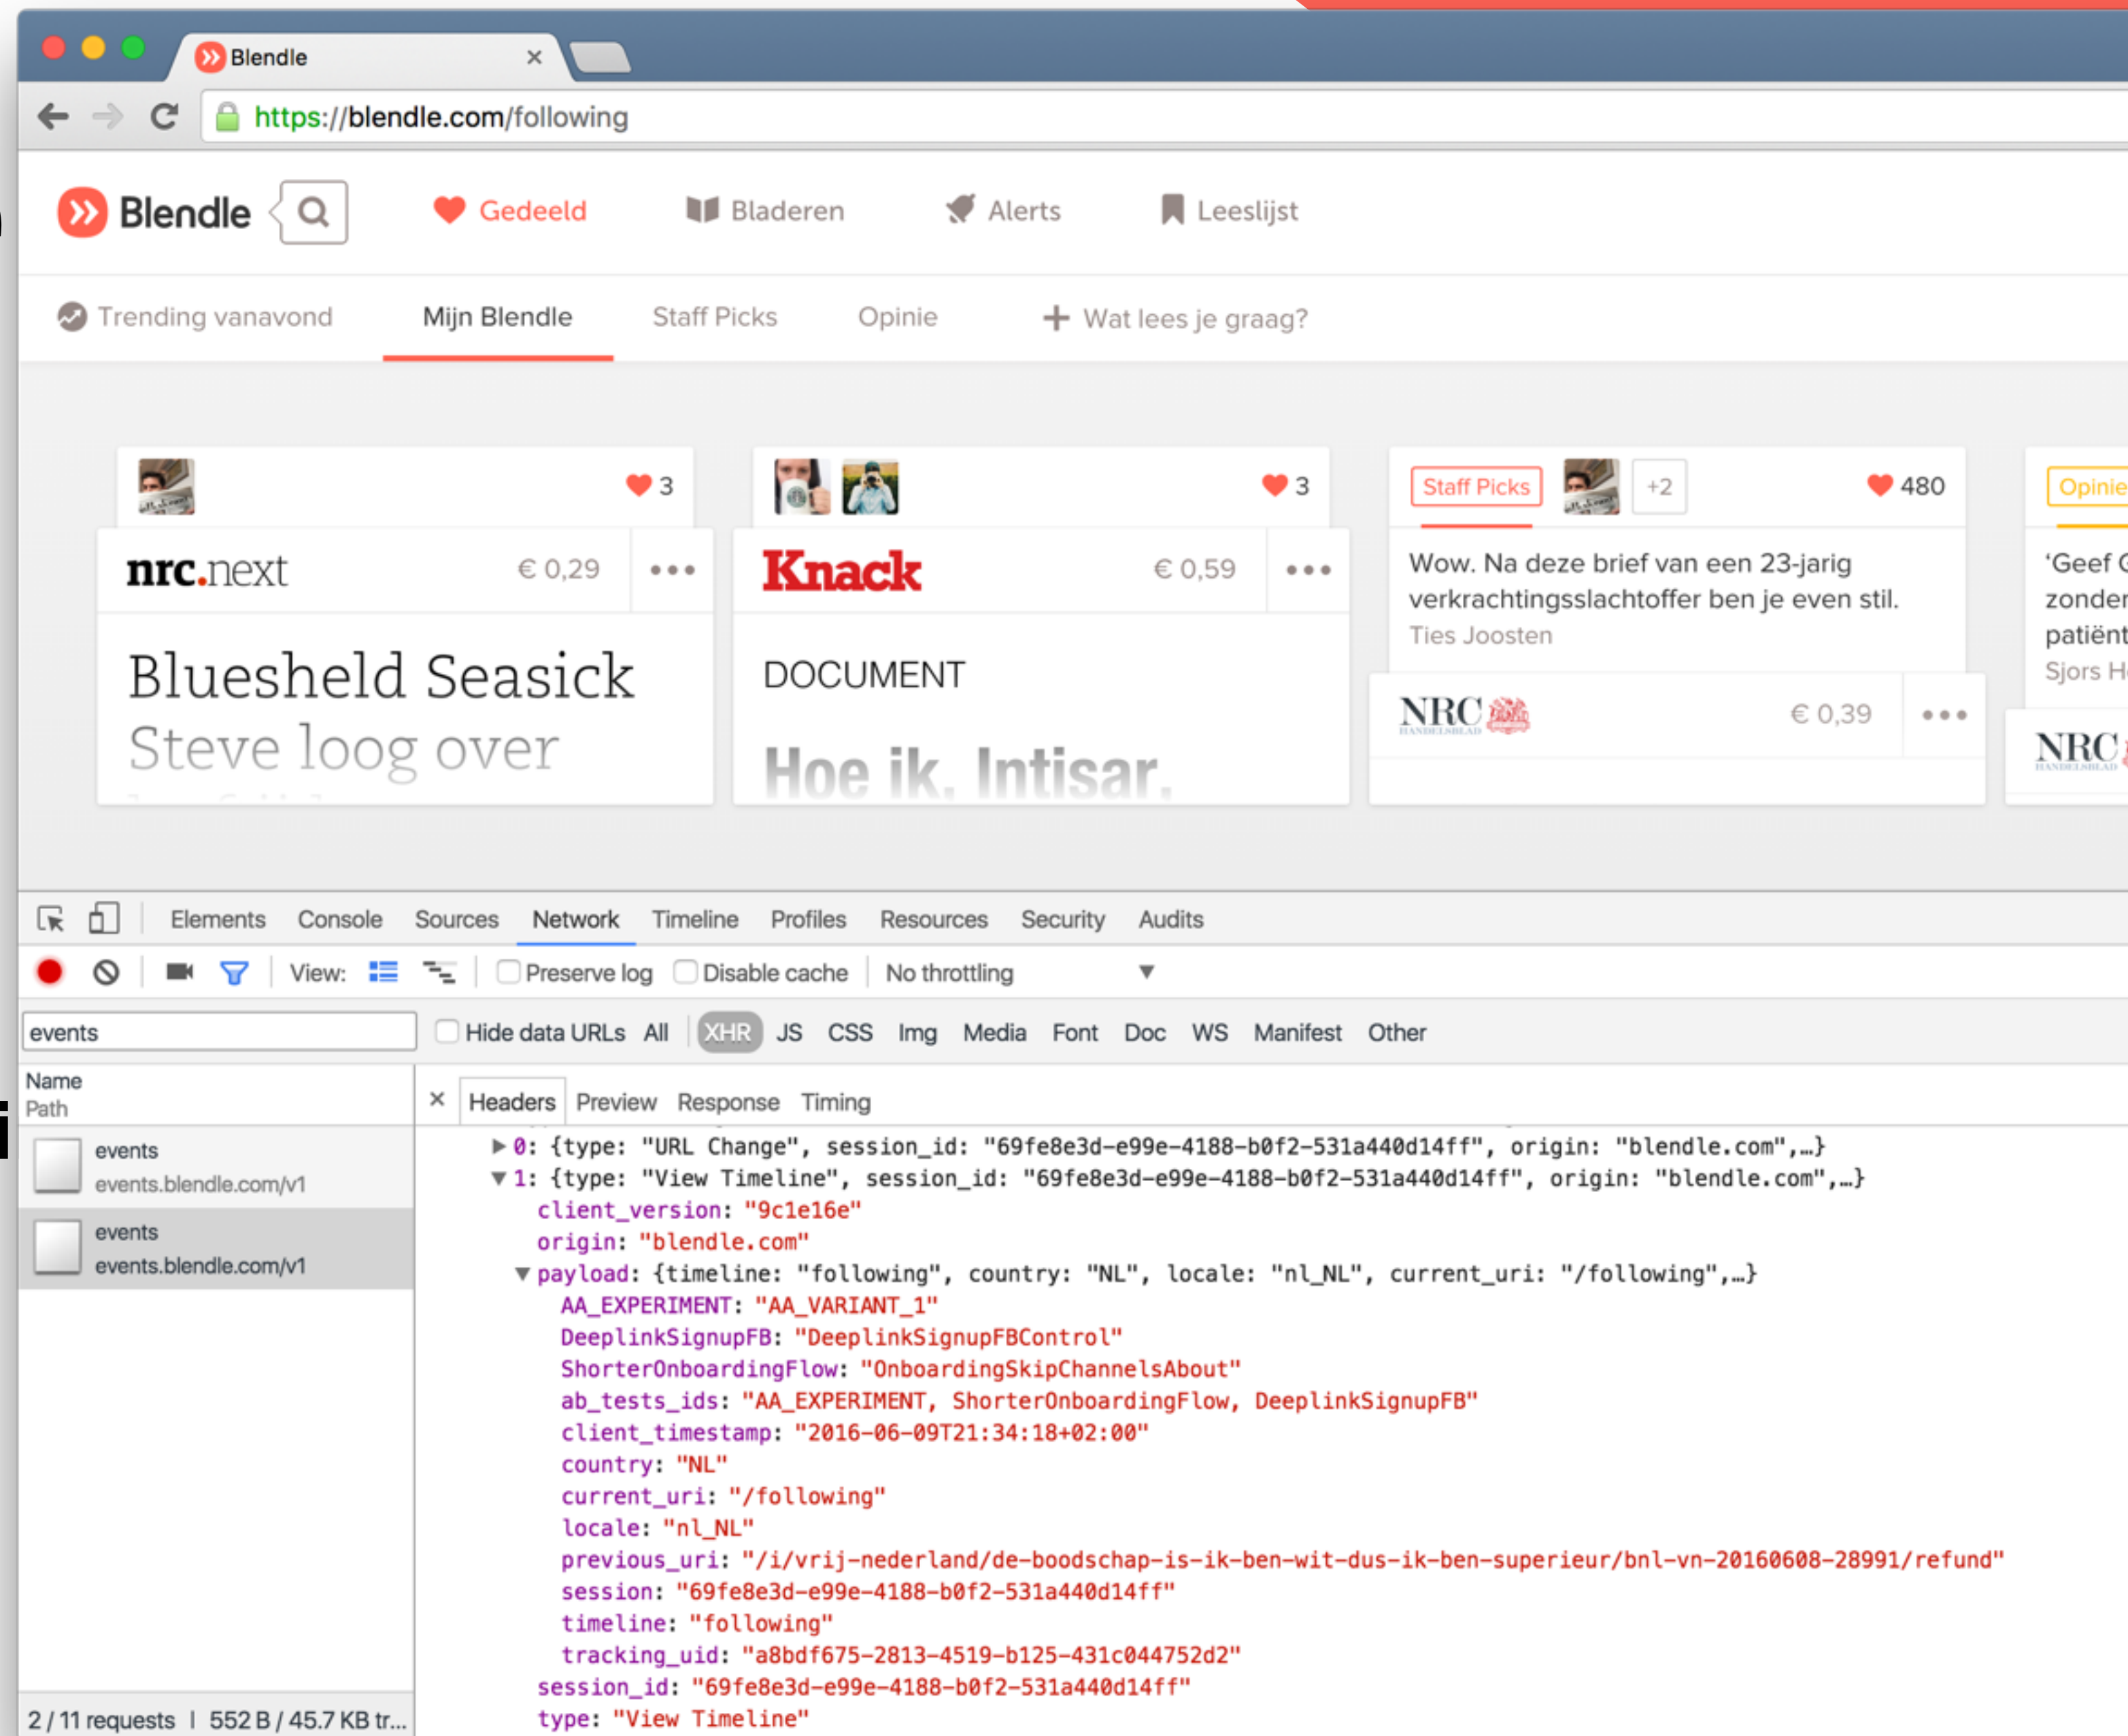 Blendle
https://blendle.com/following
Blendle
Gedeeld
Bladeren
Alerts
Leeslijst
Trending vanavond
Mijn Blendle
Staff Picks
Opinie
Wat lees je graag?
3
nrc.next
€ 0,29
Bluesheld Seasick
Steve loog over
3
Knack
€ 0,59
DOCUMENT
Hoe ik, Intisar,
Staff Picks
+2
480
Wow. Na deze brief van een 23-jarig
verkrachtingsslachtoffer ben je even stil.
Ties Joosten
NRC
HANDELSBLAD
€ 0,39
Opinie
‘Geef
zonder
patiënt
Sjors
NRC
HANDELSBLAD
Elements Console Sources Network Timeline Profiles Resources Security Audits
View: Preserve log Disable cache No throttling
events
Hide data URLs All XHR JS CSS Img Media Font Doc WS Manifest Other
Name
Path
events
events.blendle.com/v1
events
events.blendle.com/v1
2 / 11 requests | 552 B / 45.7 KB tr...
× Headers Preview Response Timing
0: {type: "URL Change", session_id: "69fe8e3d-e99e-4188-b0f2-531a440d14ff", origin: "blendle.com",…}
1: {type: "View Timeline", session_id: "69fe8e3d-e99e-4188-b0f2-531a440d14ff", origin: "blendle.com",…}
client_version: "9c1e16e"
origin: "blendle.com"
payload: {timeline: "following", country: "NL", locale: "nl_NL", current_uri: "/following",…}
AA_EXPERIMENT: "AA_VARIANT_1"
DeeplinkSignupFB: "DeeplinkSignupFBControl"
ShorterOnboardingFlow: "OnboardingSkipChannelsAbout"
ab_tests_ids: "AA_EXPERIMENT, ShorterOnboardingFlow, DeeplinkSignupFB"
client_timestamp: "2016-06-09T21:34:18+02:00"
country: "NL"
current_uri: "/following"
locale: "nl_NL"
previous_uri: "/i/vrij-nederland/de-boodschap-is-ik-ben-wit-dus-ik-ben-superieur/bnl-vn-20160608-28991/refund"
session: "69fe8e3d-e99e-4188-b0f2-531a440d14ff"
timeline: "following"
tracking_uid: "a8bdf675-2813-4519-b125-431c044752d2"
session_id: "69fe8e3d-e99e-4188-b0f2-531a440d14ff"
type: "View Timeline"